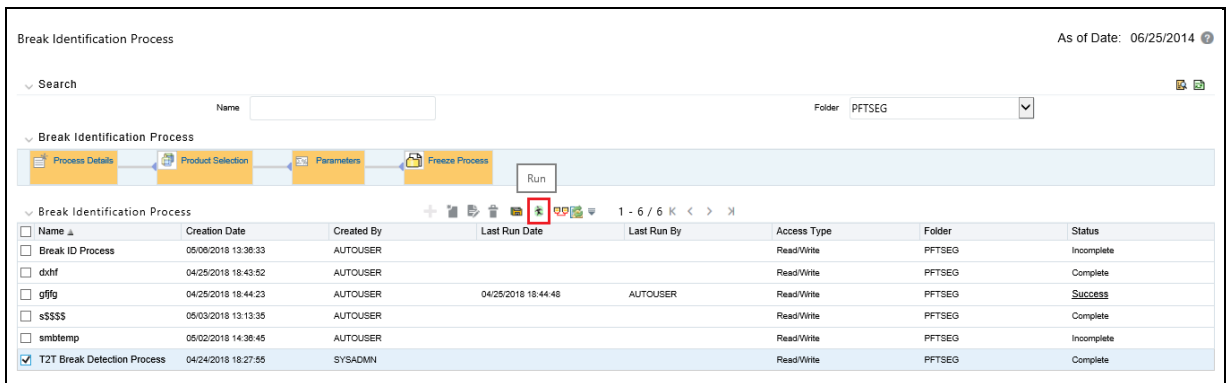 Break Identification Process
As of Date: 06/25/2014
Search
Name
Folder PFTSEG
Break Identification Process
Process Details Product Selection Parameters Freeze Process
Run
Break Identification Process 1 - 6 / 6
Name Creation Date Created By Last Run Date Last Run By Access Type Folder Status
Break ID Process 05/06/2018 13:36:33 AUTOUSER Read/Write PFTSEG Incomplete
dxhf 04/25/2018 18:43:52 AUTOUSER Read/Write PFTSEG Complete
gfjfg 04/25/2018 18:44:23 AUTOUSER 04/25/2018 18:44:48 AUTOUSER Read/Write PFTSEG Success
s$$$$ 05/03/2018 13:13:35 AUTOUSER Read/Write PFTSEG Complete
smbtemp 05/02/2018 14:36:45 AUTOUSER Read/Write PFTSEG Incomplete
T2T Break Detection Process 04/24/2018 18:27:55 SYSADMN Read/Write PFTSEG Complete